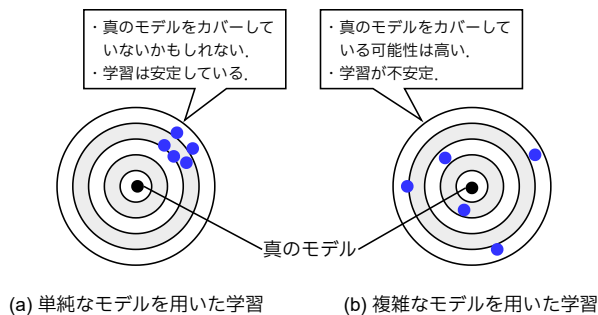 ・真のモデルをカバーして
いないかもしれない.
・学習は安定している.
・真のモデルをカバーして
いる可能性は高い.
・学習が不安定.
真のモデル
(a) 単純なモデルを用いた学習
(b) 複雑なモデルを用いた学習